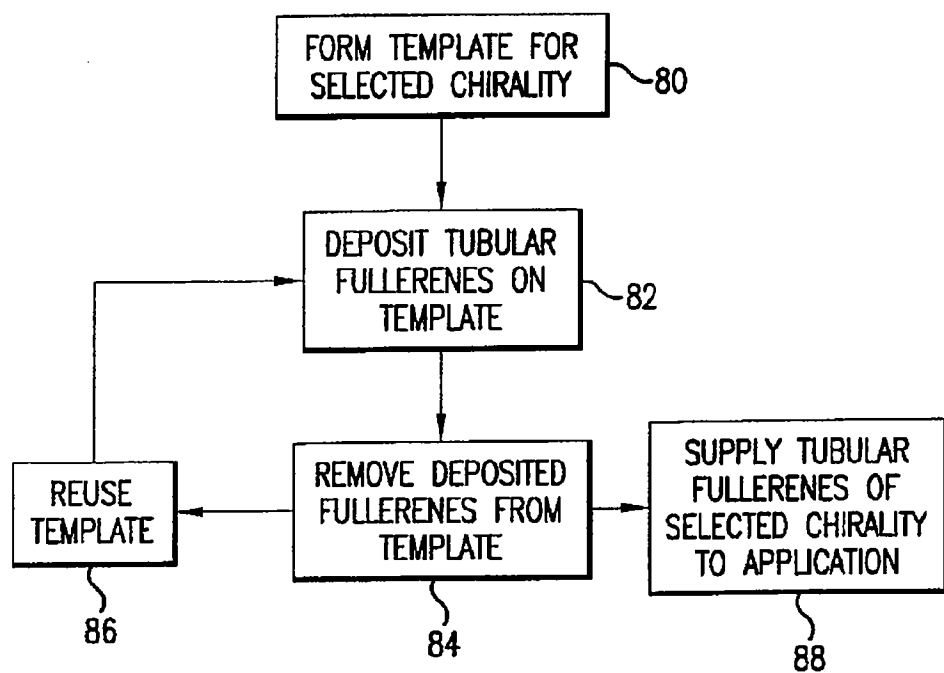 FORM TEMPLATE FOR
SELECTED CHIRALITY
80
DEPOSIT TUBULAR
FULLERENES ON
TEMPLATE
82
REMOVE DEPOSITED
FULLERENES FROM
TEMPLATE
84
REUSE
TEMPLATE
86
SUPPLY TUBULAR
FULLERENES OF
SELECTED CHIRALITY
TO APPLICATION
88